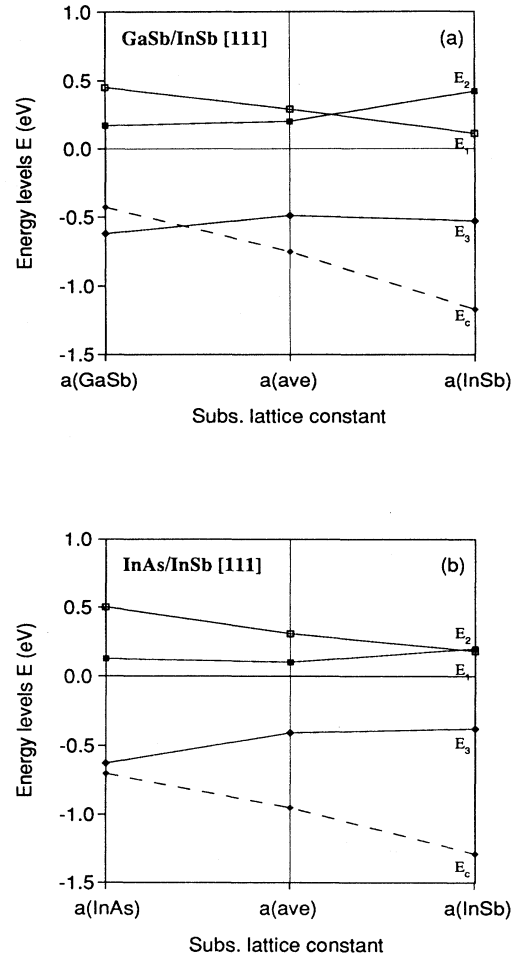 GaSb/InSb [111] (a)
1.0
0.5
0.0
-0.5
-1.0
-1.5
E2
E1
E3
Ec
Energy levels E (eV)
a(GaSb) a(ave) a(InSb)
Subs. lattice constant
InAs/InSb [111] (b)
1.0
0.5
0.0
-0.5
-1.0
-1.5
E2
E1
E3
Ec
Energy levels E (eV)
a(InAs) a(ave) a(InSb)
Subs. lattice constant